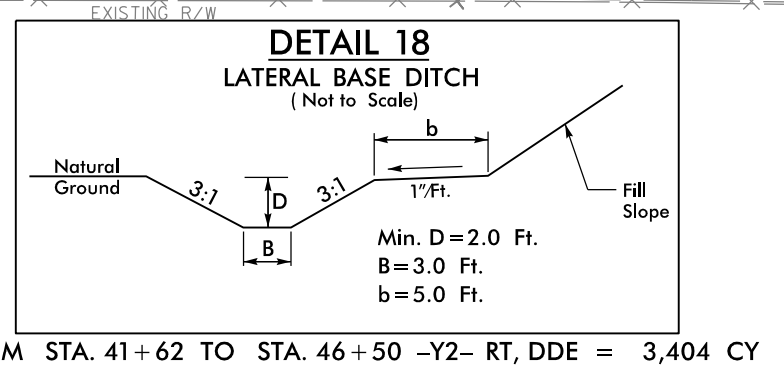 EXISTING R/W
DETAIL 18
LATERAL BASE DITCH
(Not to Scale)
b
Natural
Ground
3:1
D
3:1
1"/Ft.
Fill
Slope
B
Min. D=2.0 Ft.
B=3.0 Ft.
b=5.0 Ft.
M STA. 41+62 TO STA. 46+50 -Y2- RT, DDE = 3,404 CY